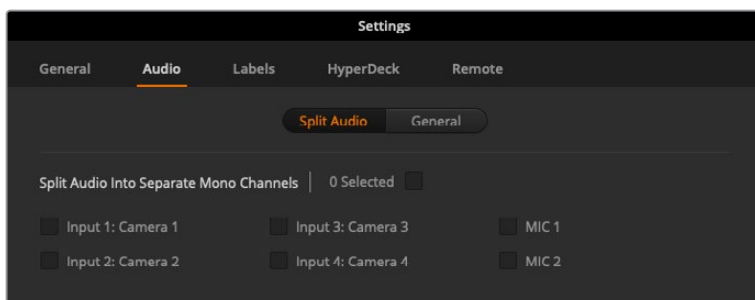 Settings
General Audio Labels HyperDeck Remote
Split Audio General
Split Audio Into Separate Mono Channels 0 Selected
Input 1: Camera 1 Input 3: Camera 3 MIC 1
Input 2: Camera 2 Input 4: Camera 4 MIC 2